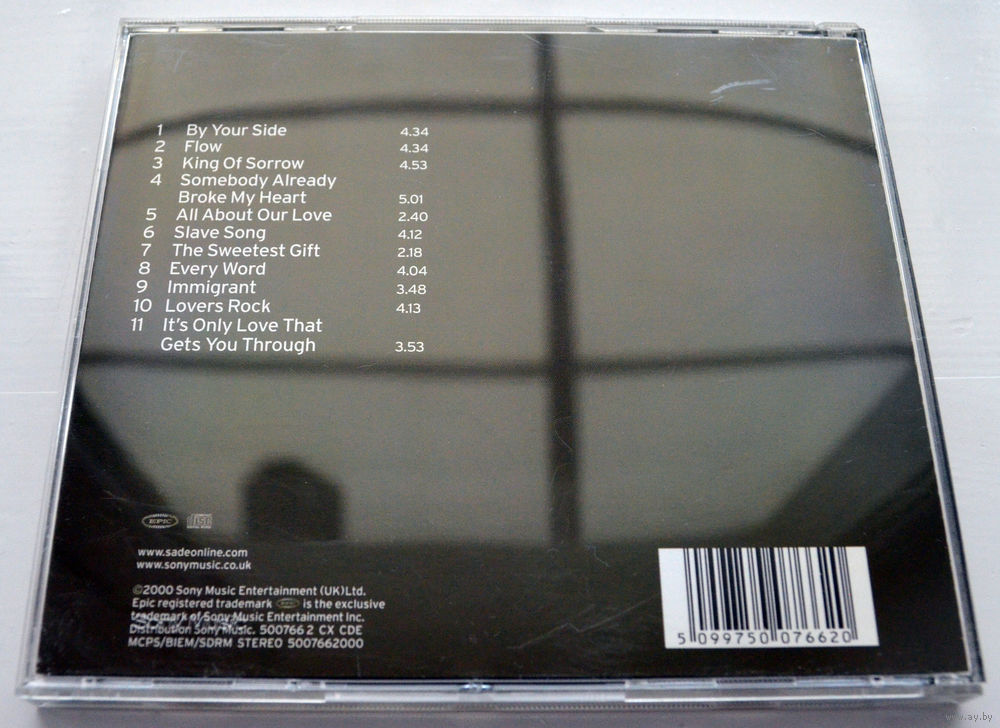 1 By Your Side 4.34
2 Flow 4.34
3 King Of Sorrow 4.53
4 Somebody Already
Broke My Heart 5.01
5 All About Our Love 2.40
6 Slave Song 4.12
7 The Sweetest Gift 2.18
8 Every Word 4.04
9 Immigrant 3.48
10 Lovers Rock 4.13
11 It's Only Love That
Gets You Through 3.53
EPIC
www.sadeonline.com
www.sonymusic.co.uk
©2000 Sony Music Entertainment (UK)Ltd.
Epic registered trademark EPIC is the exclusive
trademark of Sony Music Entertainment Inc.
Distribution Sony Music. 500766 2 CX CDE
MCPS/BIEM/SDRM STEREO 5007662000
5 099750 076620
www.ay.by